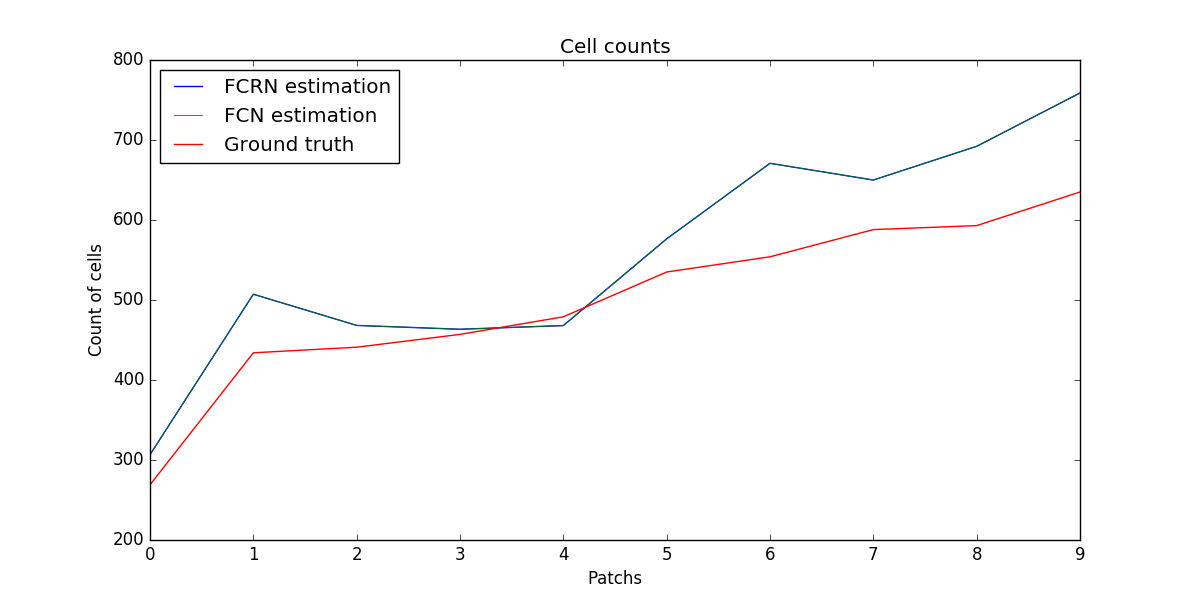 Cell counts
800
700
600
500
400
300
200
Count of cells
FCRN estimation
FCN estimation
Ground truth
0 1 2 3 4 5 6 7 8 9
Patchs